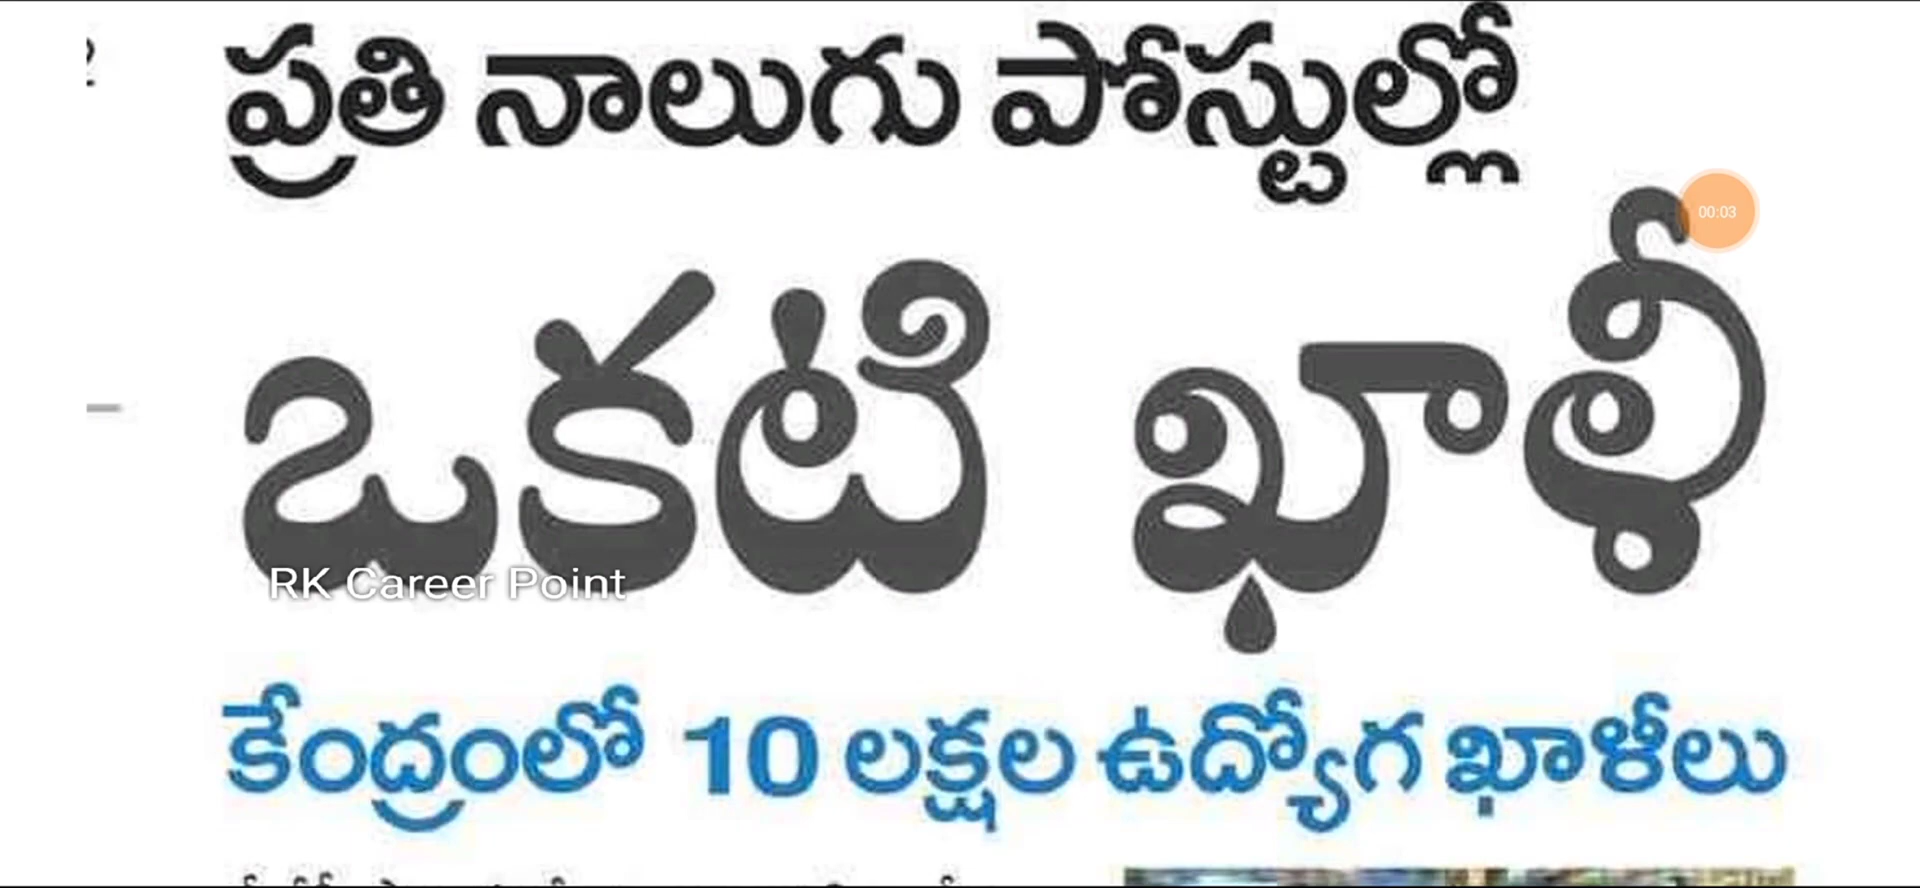 ప్రతి నాలుగు పోస్టుల్లో
00:03
ఒకటి ఖాళీ
RK Career Point
కేంద్రంలో 10 లక్షల ఉద్యోగ ఖాళీలు